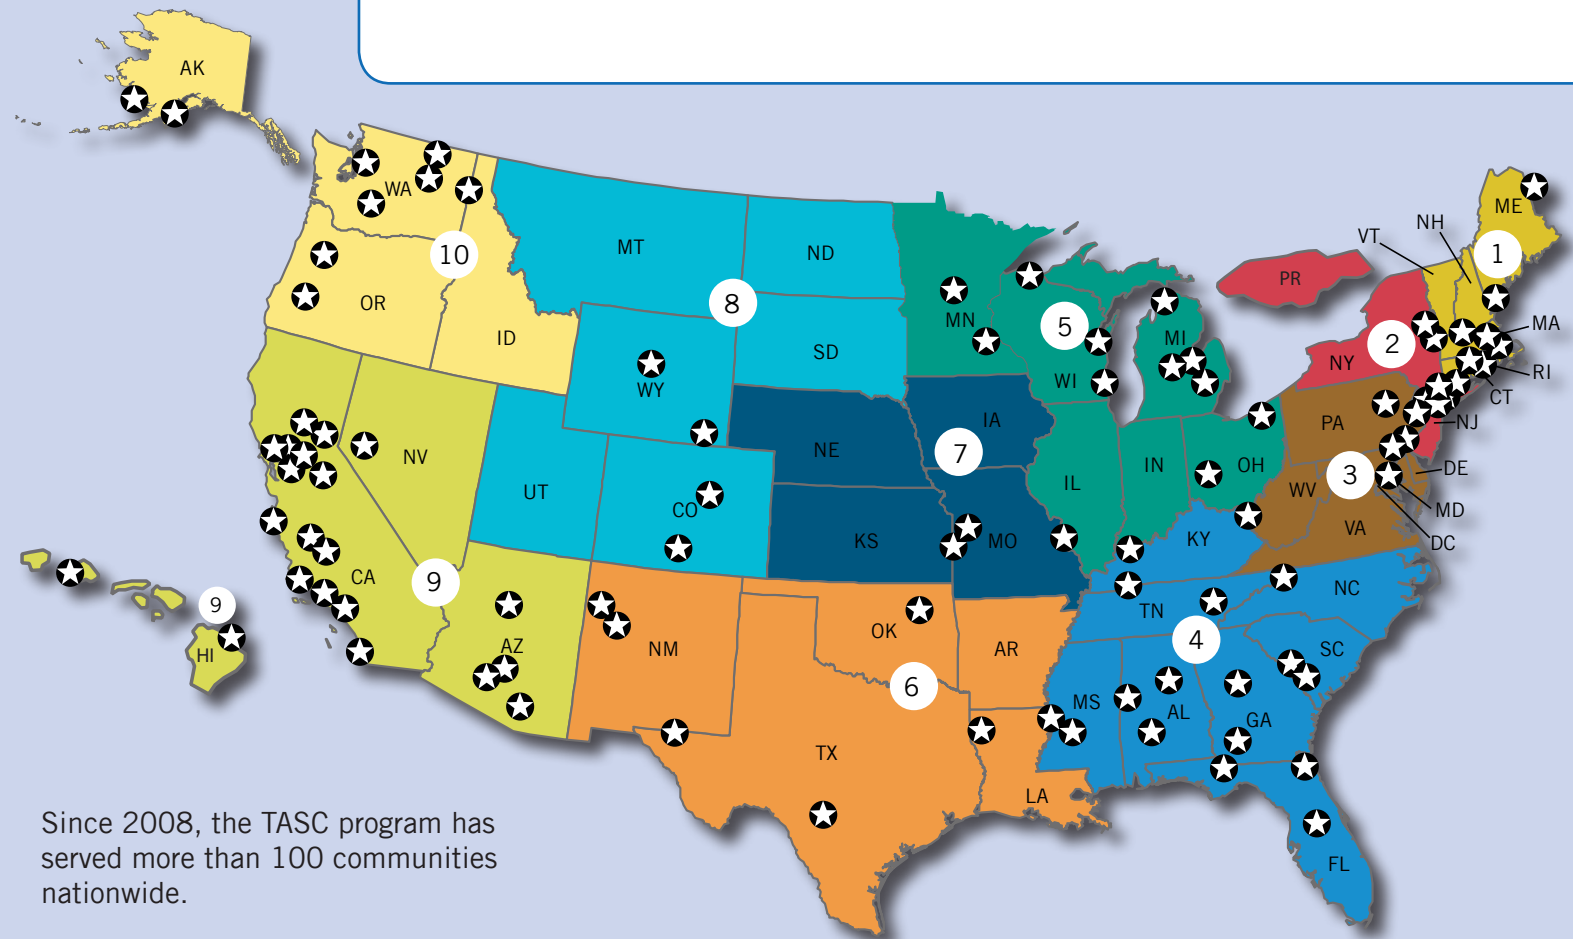 AK
WA
10
OR
ID
MT
ND
8
SD
WY
MN
5
WI
MI
PR
VT
NH
ME
1
MA
NY
2
RI
CT
NJ
PA
NV
UT
CO
NE
IA
7
KS
MO
IL
IN
OH
WV
3
DE
MD
DC
VA
KY
CA
9
9
HI
AZ
NM
OK
AR
6
TX
LA
TN
NC
4
SC
MS
AL
GA
FL
Since 2008, the TASC program has
served more than 100 communities
nationwide.